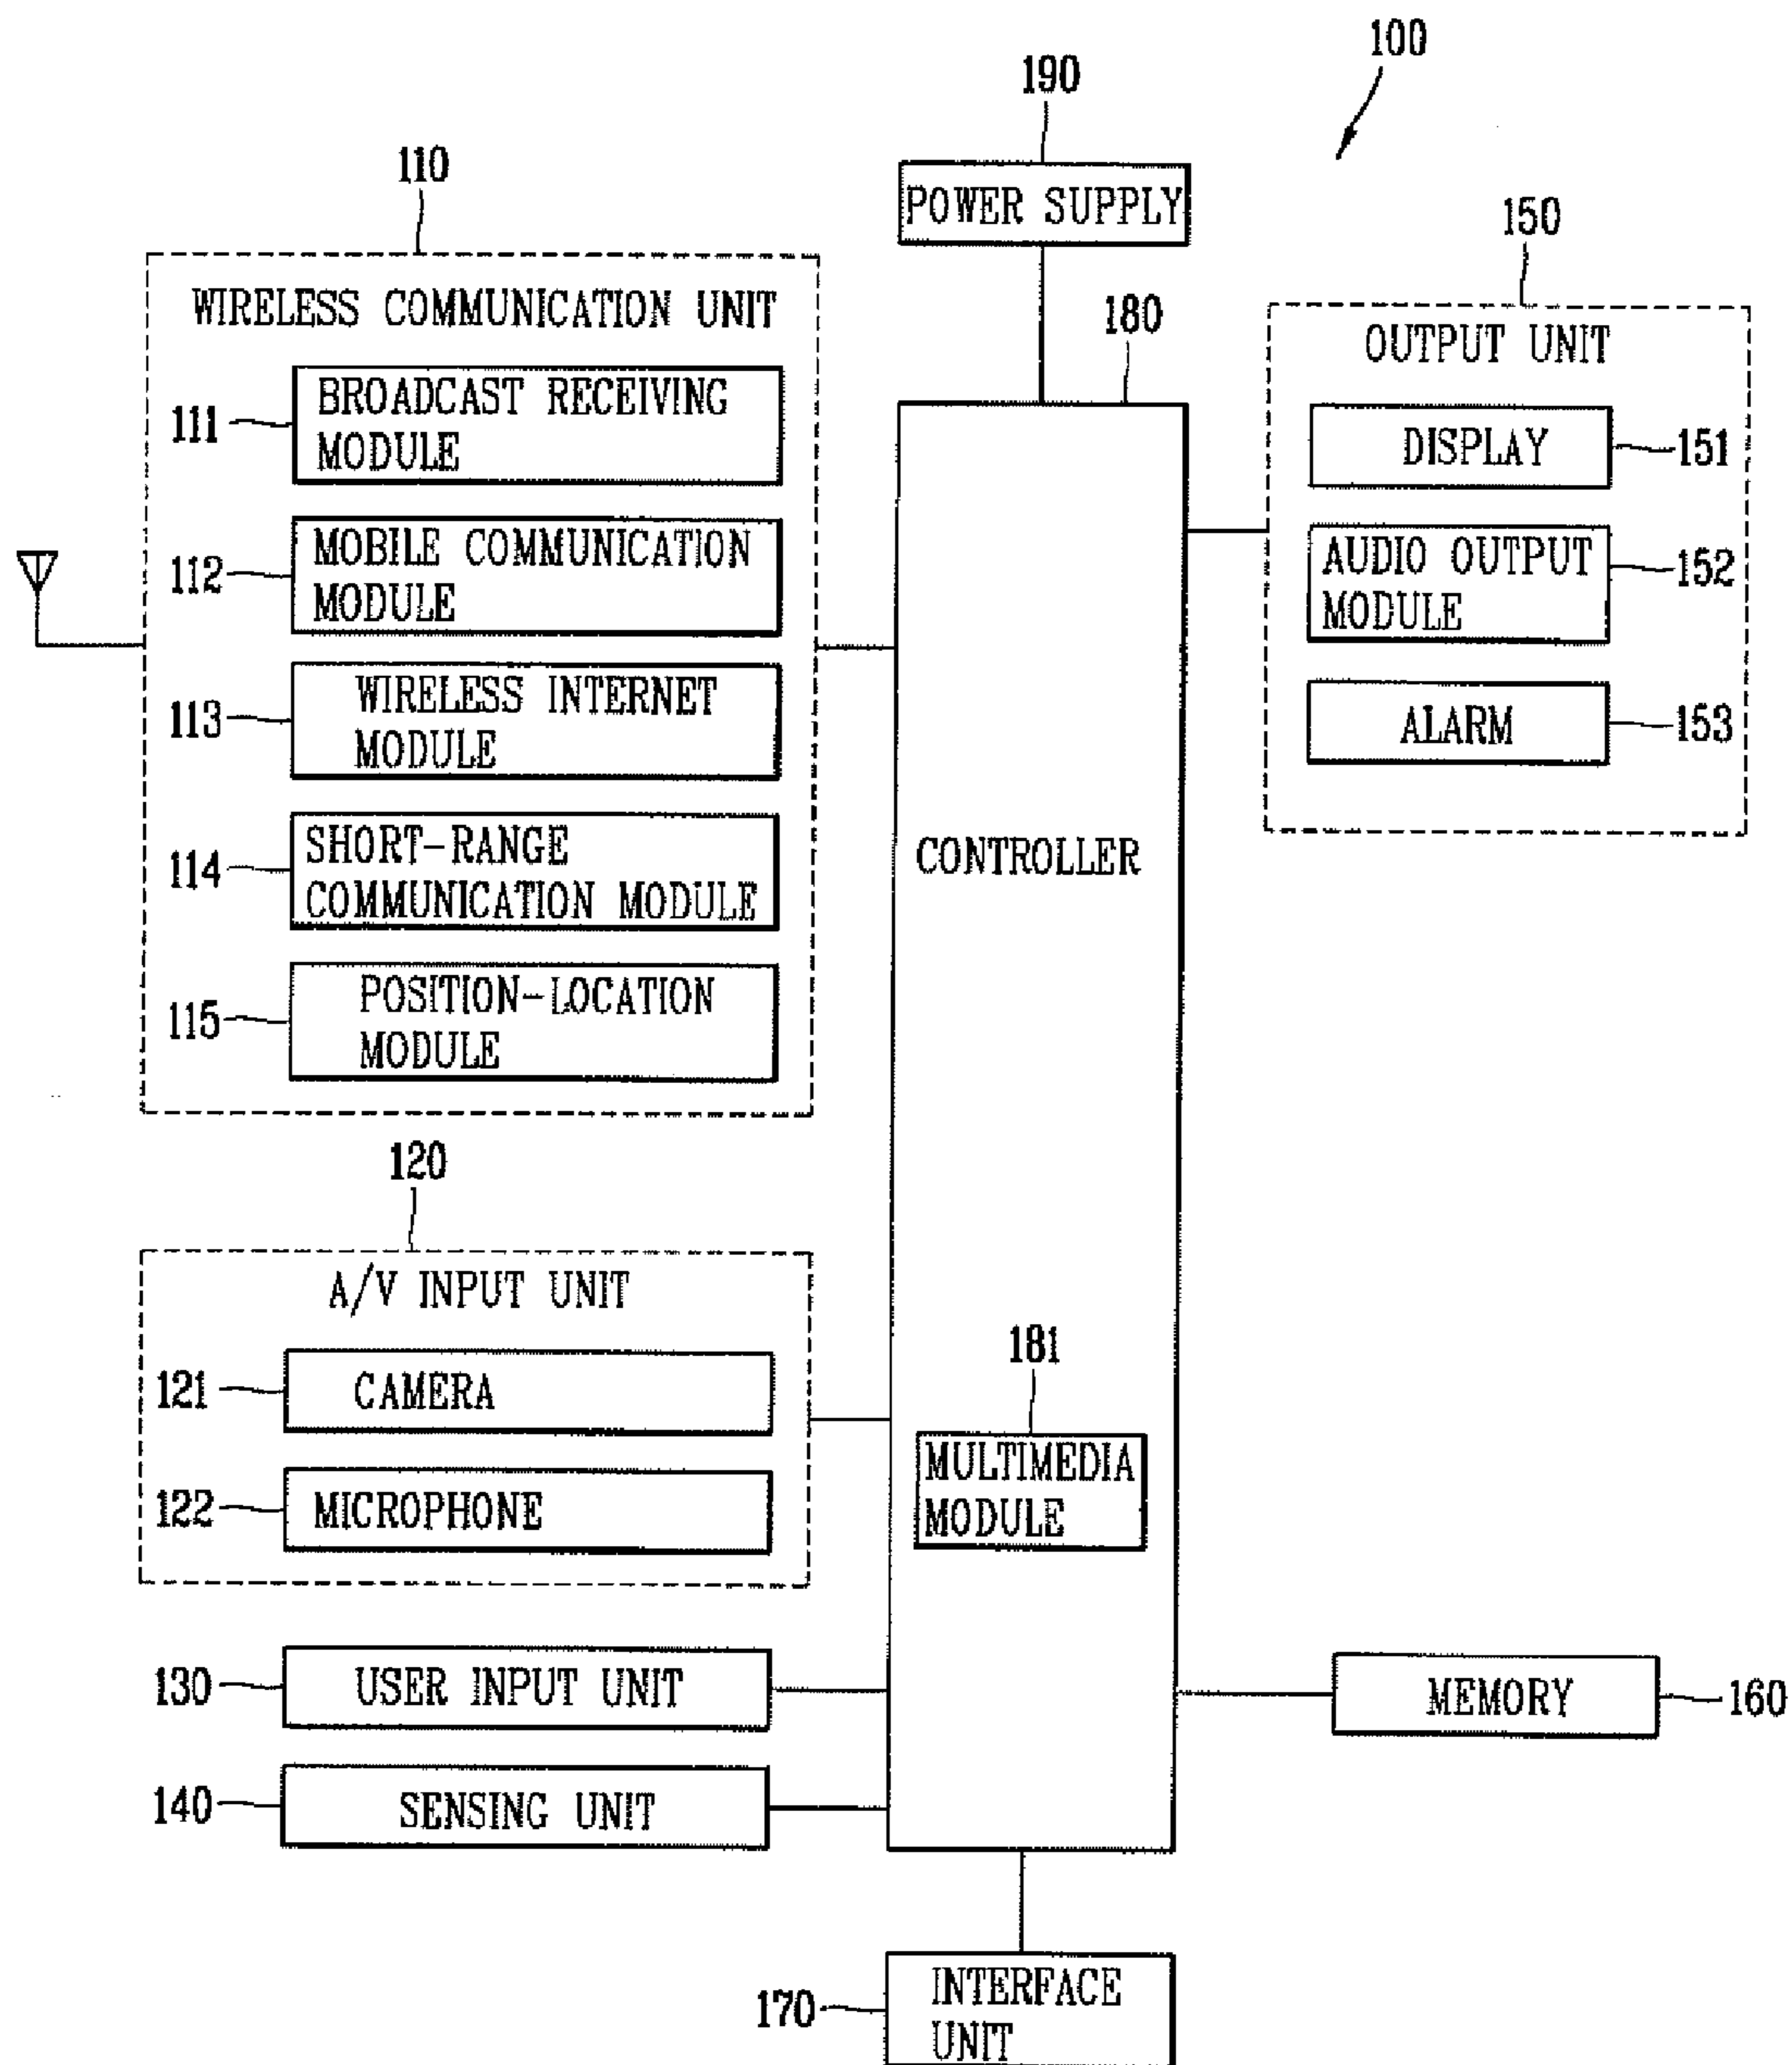 100
190
POWER SUPPLY
110
WIRELESS COMMUNICATION UNIT
111
BROADCAST RECEIVING
MODULE
112
MOBILE COMMUNICATION
MODULE
113
WIRELESS INTERNET
MODULE
114
SHORT-RANGE
COMMUNICATION MODULE
115
POSITION-LOCATION
MODULE
120
A/V INPUT UNIT
121
CAMERA
122
MICROPHONE
130
USER INPUT UNIT
140
SENSING UNIT
180
CONTROLLER
181
MULTIMEDIA
MODULE
150
OUTPUT UNIT
DISPLAY
151
AUDIO OUTPUT
MODULE
152
ALARM
153
MEMORY
160
170
INTERFACE
UNIT